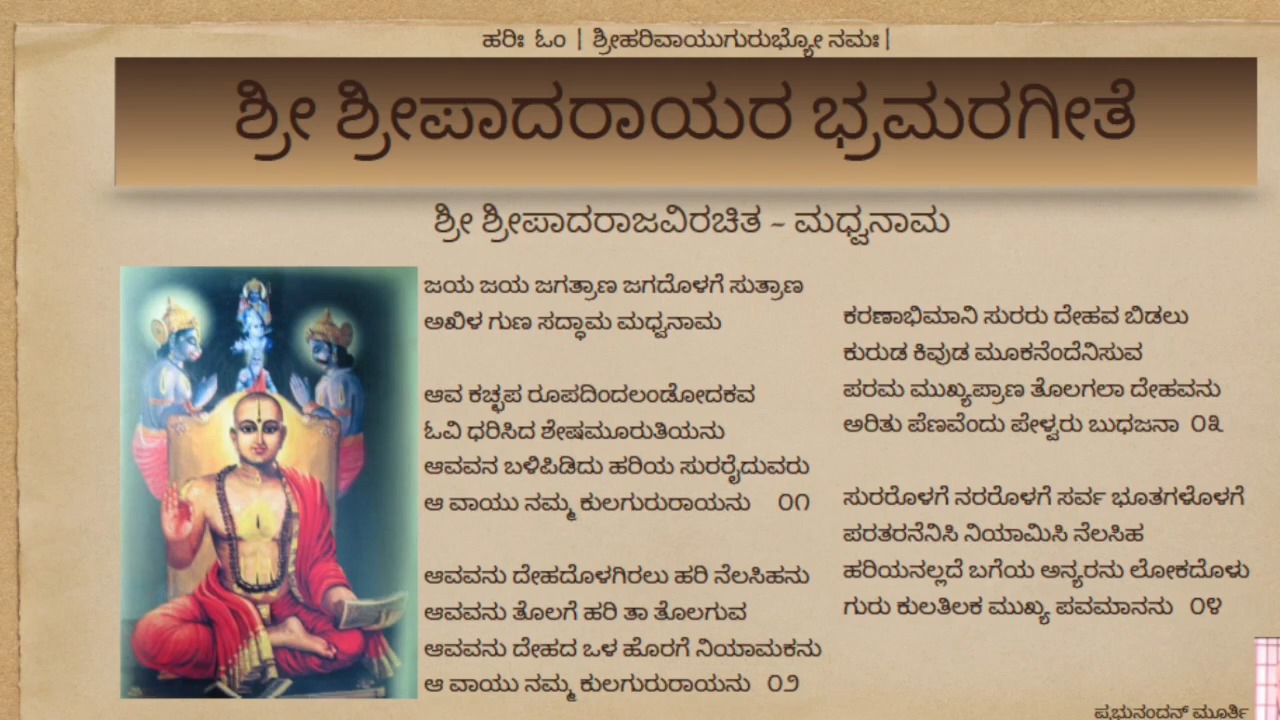 ಹರಿಃ ಓಂ | ಶ್ರೀಹರಿವಾಯುಗುರುಭ್ಯೋ ನಮಃ |
ಶ್ರೀ ಶ್ರೀಪಾದರಾಯರ ಭ್ರಮರಗೀತೆ
ಶ್ರೀ ಶ್ರೀಪಾದರಾಜವಿರಚಿತ ~ ಮಧ್ವನಾಮ
ಜಯ ಜಯ ಜಗತ್ರಾಣ ಜಗದೊಳಗೆ ಸುತ್ರಾಣ
ಅಖಿಳ ಗುಣ ಸದ್ಧಾಮ ಮಧ್ವನಾಮ
ಆವ ಕಚ್ಛಪ ರೂಪದಿಂದಲಂಡೋದಕವ
ಓವಿ ಧರಿಸಿದ ಶೇಷಮೂರುತಿಯನು
ಆವವನ ಬಳಿಪಿಡಿದು ಹರಿಯ ಸುರರೈದುವರು
ಆ ವಾಯು ನಮ್ಮ ಕುಲಗುರುರಾಯನು ೦೧
ಆವವನು ದೇಹದೊಳಗಿರಲು ಹರಿ ನೆಲಸಿಹನು
ಆವವನು ತೊಲಗೆ ಹರಿ ತಾ ತೊಲಗುವ
ಆವವನು ದೇಹದ ಒಳ ಹೊರಗೆ ನಿಯಾಮಕನು
ಆ ವಾಯು ನಮ್ಮ ಕುಲಗುರುರಾಯನು ೦೨
ಕರಣಾಭಿಮಾನಿ ಸುರರು ದೇಹವ ಬಿಡಲು
ಕುರುಡ ಕಿವುಡ ಮೂಕನೆಂದೆನಿಸುವ
ಪರಮ ಮುಖ್ಯಪ್ರಾಣ ತೊಲಗಲಾ ದೇಹವನು
ಅರಿತು ಪೆಣವೆಂದು ಪೇಳ್ವರು ಬುಧಜನಾ ೦೩
ಸುರರೊಳಗೆ ನರರೊಳಗೆ ಸರ್ವ ಭೂತಗಳೊಳಗೆ
ಪರತರನೆನಿಸಿ ನಿಯಾಮಿಸಿ ನೆಲಸಿಹ
ಹರಿಯನಲ್ಲದೆ ಬಗೆಯ ಅನ್ಯರನು ಲೋಕದೊಳು
ಗುರು ಕುಲತಿಲಕ ಮುಖ್ಯ ಪವಮಾನನು ೦೪
ಪ್ರಭುನಂದನ್ ಮೂರ್ತಿ